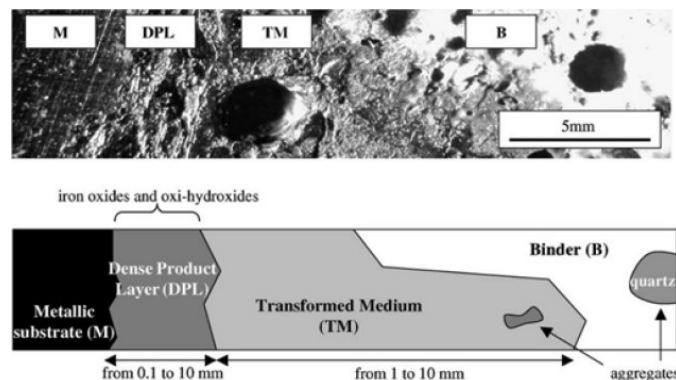 M DPL TM B
5mm
iron oxides and oxi-hydroxides
Binder (B)
Dense Product
Layer (DPL)
quartz
Metallic
substrate (M)
Transformed Medium
(TM)
from 0.1 to 10 mm
from 1 to 10 mm
aggregates